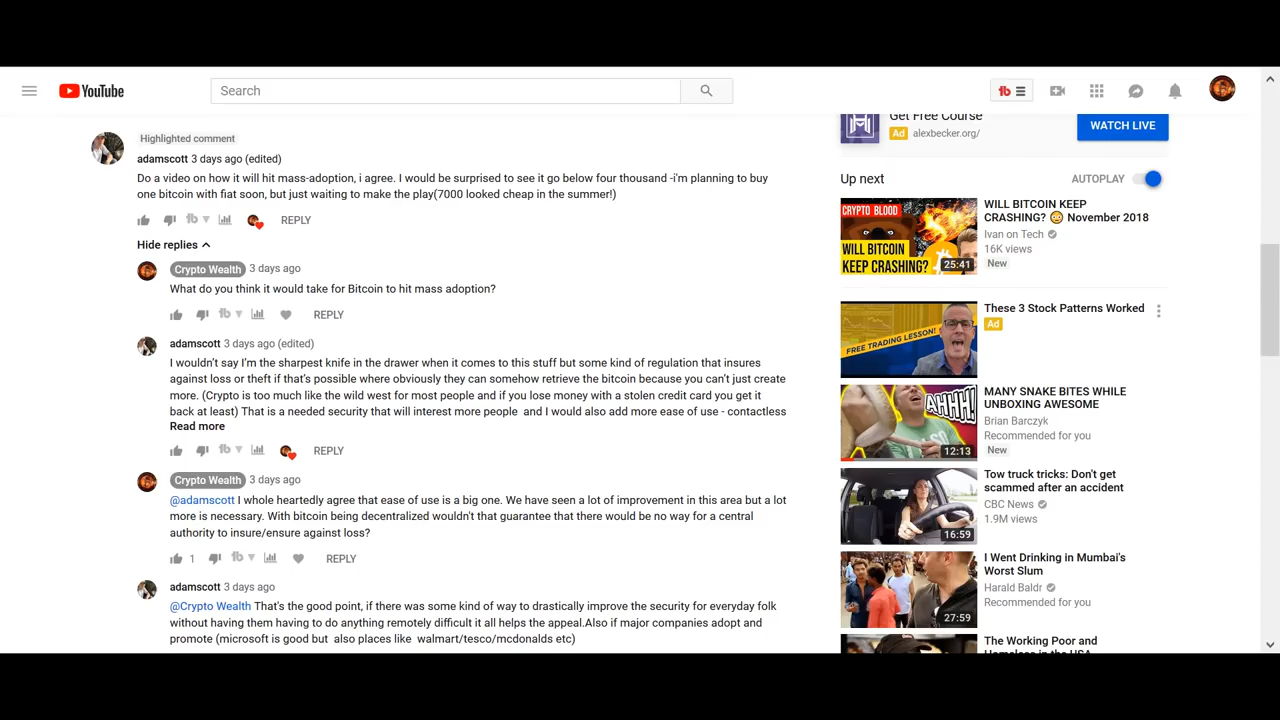 YouTube
Search
tb
Highlighted comment
adamscott 3 days ago (edited)
Do a video on how it will hit mass-adoption, i agree. I would be surprised to see it go below four thousand -i'm planning to buy
one bitcoin with fiat soon, but just waiting to make the play(7000 looked cheap in the summer!)
tb
REPLY
Hide replies
Crypto Wealth 3 days ago
What do you think it would take for Bitcoin to hit mass adoption?
tb
REPLY
adamscott 3 days ago (edited)
I wouldn't say I'm the sharpest knife in the drawer when it comes to this stuff but some kind of regulation that insures
against loss or theft if that's possible where obviously they can somehow retrieve the bitcoin because you can't just create
more. (Crypto is too much like the wild west for most people and if you lose money with a stolen credit card you get it
back at least) That is a needed security that will interest more people and I would also add more ease of use - contactless
Read more
tb
REPLY
Crypto Wealth 3 days ago
@adamscott I whole heartedly agree that ease of use is a big one. We have seen a lot of improvement in this area but a lot
more is necessary. With bitcoin being decentralized wouldn't that guarantee that there would be no way for a central
authority to insure/ensure against loss?
1
tb
REPLY
adamscott 3 days ago
@Crypto Wealth That's the good point, if there was some kind of way to drastically improve the security for everyday folk
without having them having to do anything remotely difficult it all helps the appeal.Also if major companies adopt and
promote (microsoft is good but also places like walmart/tesco/mcdonalds etc)
Get Free Course
Ad alexbecker.org/
WATCH LIVE
Up next
AUTOPLAY
CRYPTO BLOOD
WILL BITCOIN
KEEP CRASHING?
25:41
WILL BITCOIN KEEP
CRASHING? November 2018
Ivan on Tech
16K views
New
FREE TRADING LESSON!
These 3 Stock Patterns Worked
Ad
AHHH!
12:13
MANY SNAKE BITES WHILE
UNBOXING AWESOME
Brian Barczyk
Recommended for you
New
16:59
Tow truck tricks: Don't get
scammed after an accident
CBC News
1.9M views
27:59
I Went Drinking in Mumbai's
Worst Slum
Harald Baldr
Recommended for you
The Working Poor and
Homeless in the USA